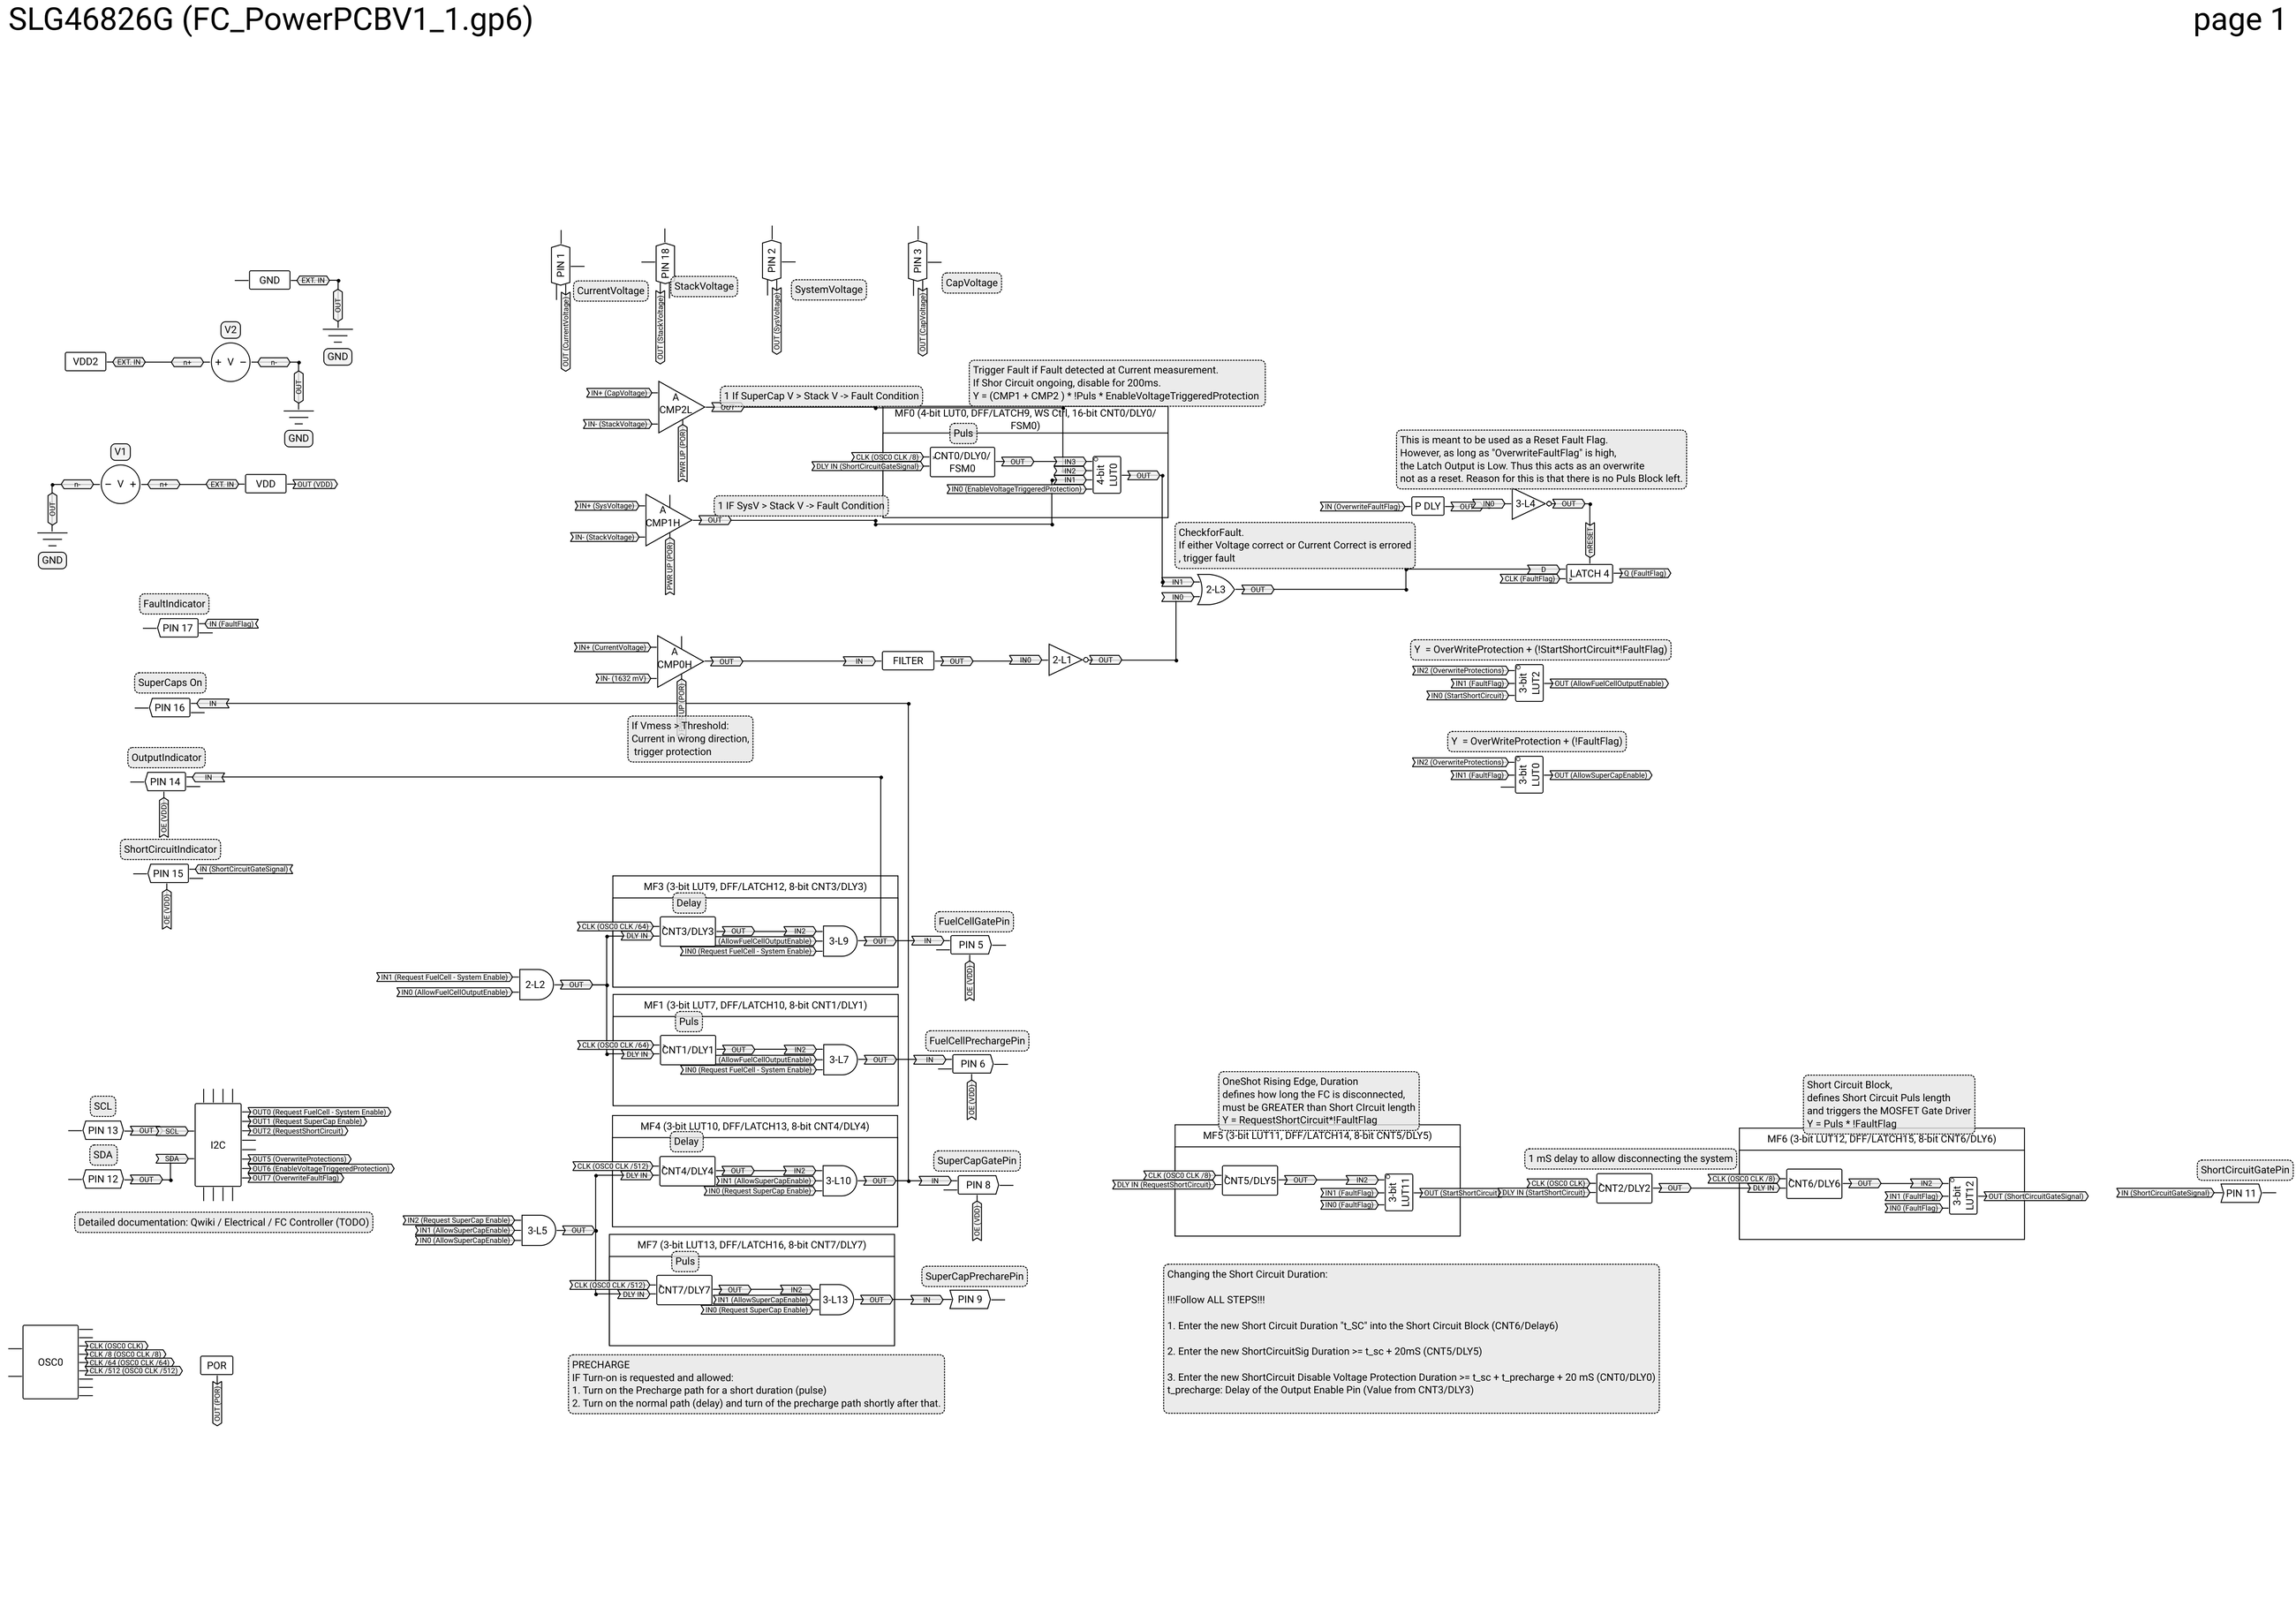 SLG46826G (FC_PowerPCBV1_1.gp6)
page 1
GND
EXT. IN
OUT
GND
V2
VDD2
EXT. IN
n+
+ V −
n-
OUT
GND
V1
n-
− V +
n+
EXT. IN
VDD
OUT (VDD)
OUT
GND
PIN 1
CurrentVoltage
OUT (CurrentVoltage)
PIN 18
StackVoltage
OUT (StackVoltage)
PIN 2
SystemVoltage
OUT (SysVoltage)
PIN 3
CapVoltage
OUT (CapVoltage)
IN+ (CapVoltage)
IN- (StackVoltage)
A
CMP2L
OUT
PWR UP (POR)
1 If SuperCap V > Stack V -> Fault Condition
Trigger Fault if Fault detected at Current measurement.
If Shor Circuit ongoing, disable for 200ms.
Y = (CMP1 + CMP2 ) * !Puls * EnableVoltageTriggeredProtection
MF0 (4-bit LUT0, DFF/LATCH9, WS Ctrl, 16-bit CNT0/DLY0/
FSM0)
Puls
CLK (OSC0 CLK /8)
DLY IN (ShortCircuitGateSignal)
CNT0/DLY0/
FSM0
OUT
IN3
IN2
IN1
IN0 (EnableVoltageTriggeredProtection)
4-bit
LUT0
OUT
IN+ (SysVoltage)
IN- (StackVoltage)
A
CMP1H
OUT
PWR UP (POR)
1 IF SysV > Stack V -> Fault Condition
This is meant to be used as a Reset Fault Flag.
However, as long as "OverwriteFaultFlag" is high,
the Latch Output is Low. Thus this acts as an overwrite
not as a reset. Reason for this is that there is no Puls Block left.
IN (OverwriteFaultFlag)
P DLY
OUT
IN0
3-L4
OUT
nRESET
CheckforFault.
If either Voltage correct or Current Correct is errored
, trigger fault
IN1
IN0
2-L3
OUT
D
CLK (FaultFlag)
LATCH 4
Q (FaultFlag)
FaultIndicator
PIN 17
IN (FaultFlag)
IN+ (CurrentVoltage)
IN- (1632 mV)
A
CMP0H
OUT
UP (POR)
IN
FILTER
OUT
IN0
2-L1
OUT
If Vmess > Threshold:
Current in wrong direction,
trigger protection
Y = OverWriteProtection + (!StartShortCircuit*!FaultFlag)
IN2 (OverwriteProtections)
IN1 (FaultFlag)
IN0 (StartShortCircuit)
3-bit
LUT2
OUT (AllowFuelCellOutputEnable)
Y = OverWriteProtection + (!FaultFlag)
IN2 (OverwriteProtections)
IN1 (FaultFlag)
3-bit
LUT0
OUT (AllowSuperCapEnable)
SuperCaps On
PIN 16
IN
OutputIndicator
PIN 14
IN
OE (VDD)
ShortCircuitIndicator
PIN 15
IN (ShortCircuitGateSignal)
OE (VDD)
MF3 (3-bit LUT9, DFF/LATCH12, 8-bit CNT3/DLY3)
Delay
CLK (OSC0 CLK /64)
DLY IN
CNT3/DLY3
OUT
IN2
(AllowFuelCellOutputEnable)
IN0 (Request FuelCell - System Enable)
3-L9
OUT
IN
FuelCellGatePin
PIN 5
OE (VDD)
IN1 (Request FuelCell - System Enable)
IN0 (AllowFuelCellOutputEnable)
2-L2
OUT
MF1 (3-bit LUT7, DFF/LATCH10, 8-bit CNT1/DLY1)
Puls
CLK (OSC0 CLK /64)
DLY IN
CNT1/DLY1
OUT
IN2
(AllowFuelCellOutputEnable)
IN0 (Request FuelCell - System Enable)
3-L7
OUT
IN
FuelCellPrechargePin
PIN 6
OE (VDD)
MF4 (3-bit LUT10, DFF/LATCH13, 8-bit CNT4/DLY4)
Delay
CLK (OSC0 CLK /512)
DLY IN
CNT4/DLY4
OUT
IN2
IN1 (AllowSuperCapEnable)
IN0 (Request SuperCap Enable)
3-L10
OUT
IN
SuperCapGatePin
PIN 8
OE (VDD)
IN2 (Request SuperCap Enable)
IN1 (AllowSuperCapEnable)
IN0 (AllowSuperCapEnable)
3-L5
OUT
MF7 (3-bit LUT13, DFF/LATCH16, 8-bit CNT7/DLY7)
Puls
CLK (OSC0 CLK /512)
DLY IN
CNT7/DLY7
OUT
IN2
IN1 (AllowSuperCapEnable)
IN0 (Request SuperCap Enable)
3-L13
OUT
IN
SuperCapPrecharePin
PIN 9
SCL
PIN 13
OUT
SCL
SDA
PIN 12
OUT
SDA
I2C
OUT0 (Request FuelCell - System Enable)
OUT1 (Request SuperCap Enable)
OUT2 (RequestShortCircuit)
OUT5 (OverwriteProtections)
OUT6 (EnableVoltageTriggeredProtection)
OUT7 (OverwriteFaultFlag)
Detailed documentation: Qwiki / Electrical / FC Controller (TODO)
OSC0
CLK (OSC0 CLK)
CLK /8 (OSC0 CLK /8)
CLK /64 (OSC0 CLK /64)
CLK /512 (OSC0 CLK /512)
POR
OUT (POR)
PRECHARGE
IF Turn-on is requested and allowed:
1. Turn on the Precharge path for a short duration (pulse)
2. Turn on the normal path (delay) and turn of the precharge path shortly after that.
OneShot Rising Edge, Duration
defines how long the FC is disconnected,
must be GREATER than Short CIrcuit length
Y = RequestShortCircuit*!FaultFlag
MF5 (3-bit LUT11, DFF/LATCH14, 8-bit CNT5/DLY5)
CLK (OSC0 CLK /8)
DLY IN (RequestShortCircuit)
CNT5/DLY5
OUT
IN2
IN1 (FaultFlag)
IN0 (FaultFlag)
3-bit
LUT11
OUT (StartShortCircuit)
1 mS delay to allow disconnecting the system
CLK (OSC0 CLK)
DLY IN (StartShortCircuit)
CNT2/DLY2
OUT
Short Circuit Block,
defines Short Circuit Puls length
and triggers the MOSFET Gate Driver
Y = Puls * !FaultFlag
MF6 (3-bit LUT12, DFF/LATCH15, 8-bit CNT6/DLY6)
CLK (OSC0 CLK /8)
DLY IN
CNT6/DLY6
OUT
IN2
IN1 (FaultFlag)
IN0 (FaultFlag)
3-bit
LUT12
OUT (ShortCircuitGateSignal)
ShortCircuitGatePin
IN (ShortCircuitGateSignal)
PIN 11
Changing the Short Circuit Duration:
!!!Follow ALL STEPS!!!
1. Enter the new Short Circuit Duration "t_SC" into the Short Circuit Block (CNT6/Delay6)
2. Enter the new ShortCircuitSig Duration >= t_sc + 20mS (CNT5/DLY5)
3. Enter the new ShortCircuit Disable Voltage Protection Duration >= t_sc + t_precharge + 20 mS (CNT0/DLY0)
t_precharge: Delay of the Output Enable Pin (Value from CNT3/DLY3)